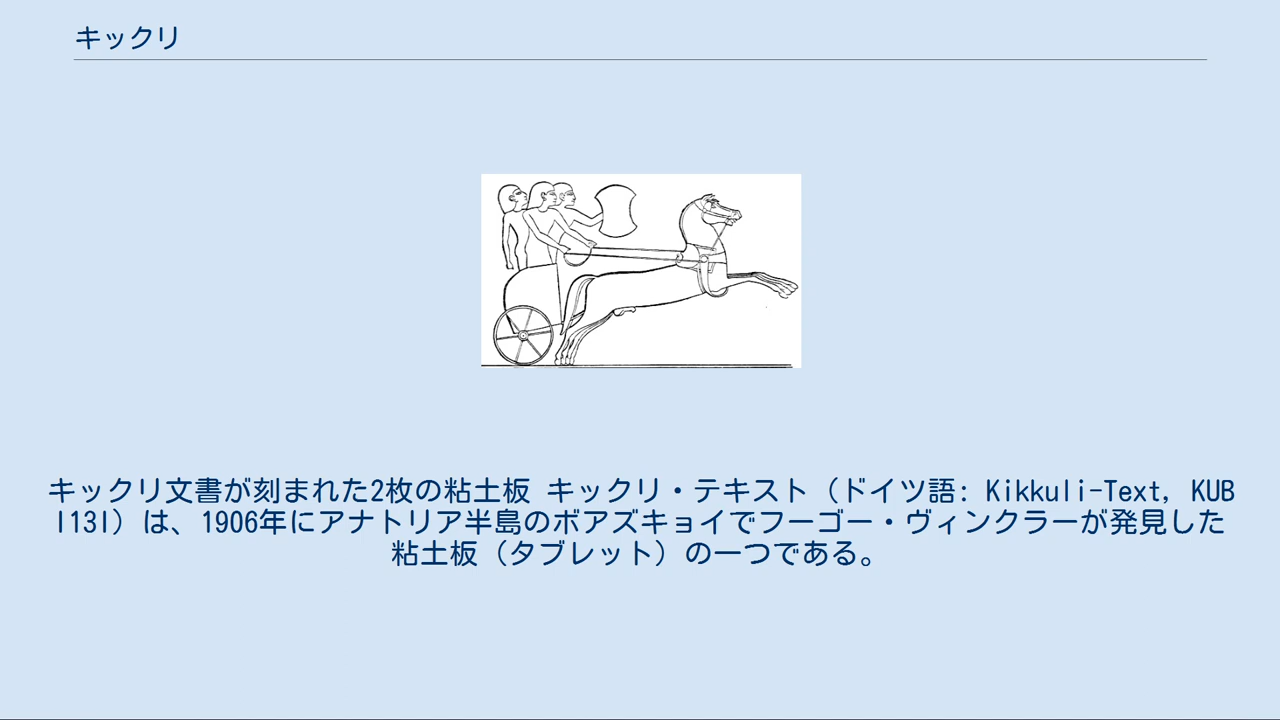 キックリ
キックリ文書が刻まれた2枚の粘土板 キックリ・テキスト（ドイツ語: Kikkuli-Text, KUB
I13I）は、1906年にアナトリア半島のボアズキョイでフーゴー・ヴィンクラーが発見した
粘土板（タブレット）の一つである。